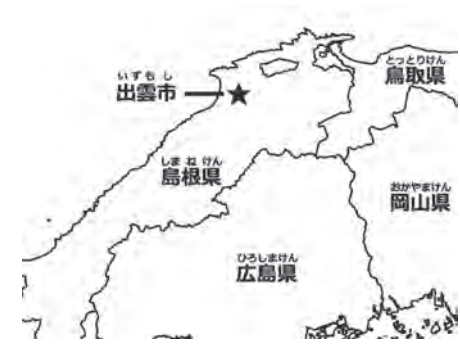 とっとりけん
鳥取県
いずもし
出雲市
しまねけん
島根県
おかやまけん
岡山県
ひろしまけん
広島県